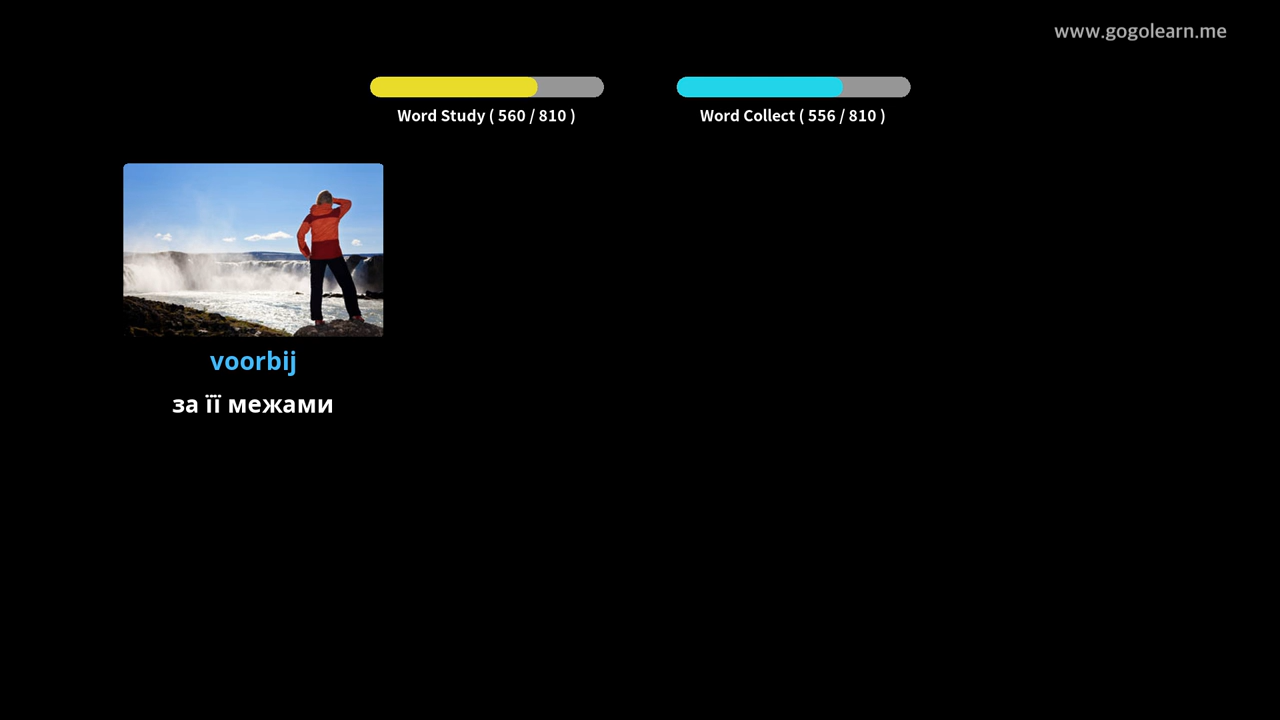 www.gogolearn.me
Word Study ( 560 / 810 )
Word Collect ( 556 / 810 )
voorbij
за її межами